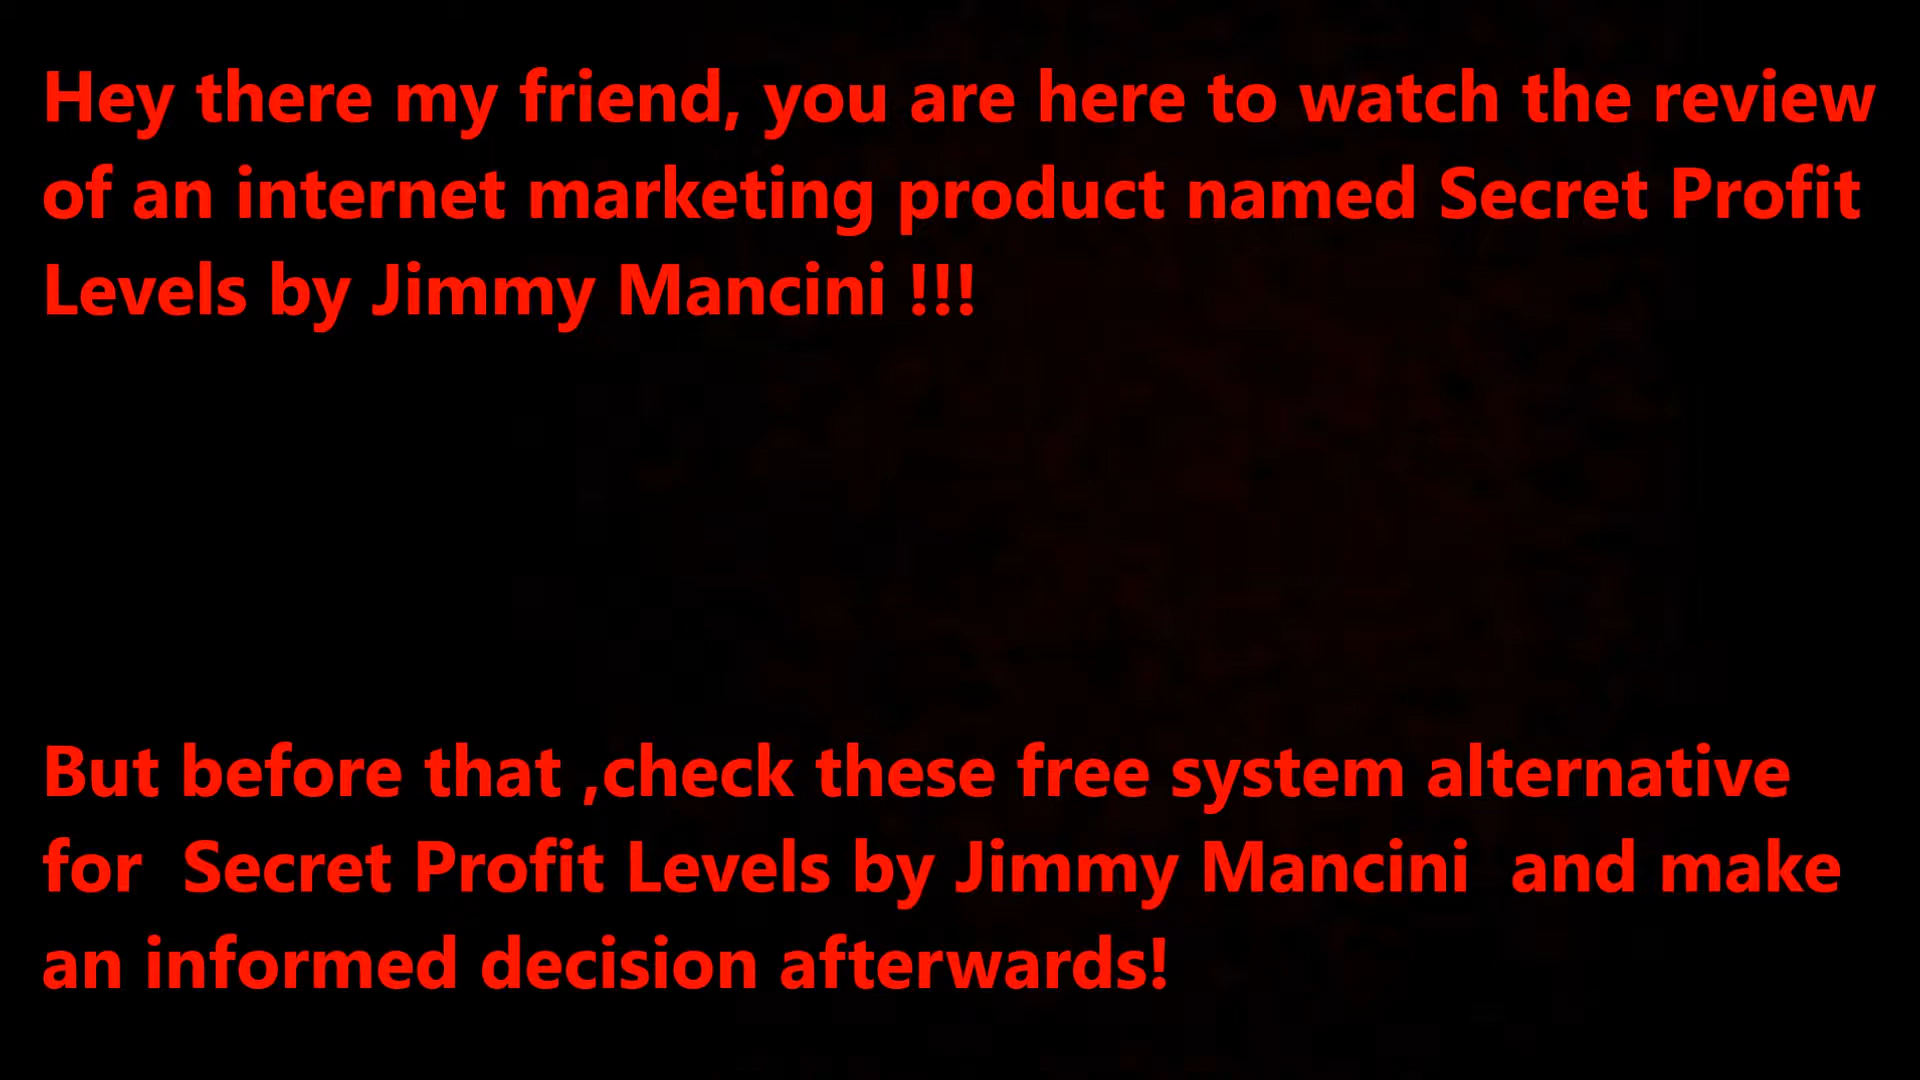 Hey there my friend, you are here to watch the review
of an internet marketing product named Secret Profit
Levels by Jimmy Mancini !!!
But before that ,check these free system alternative
for  Secret Profit Levels by Jimmy Mancini  and make
an informed decision afterwards!